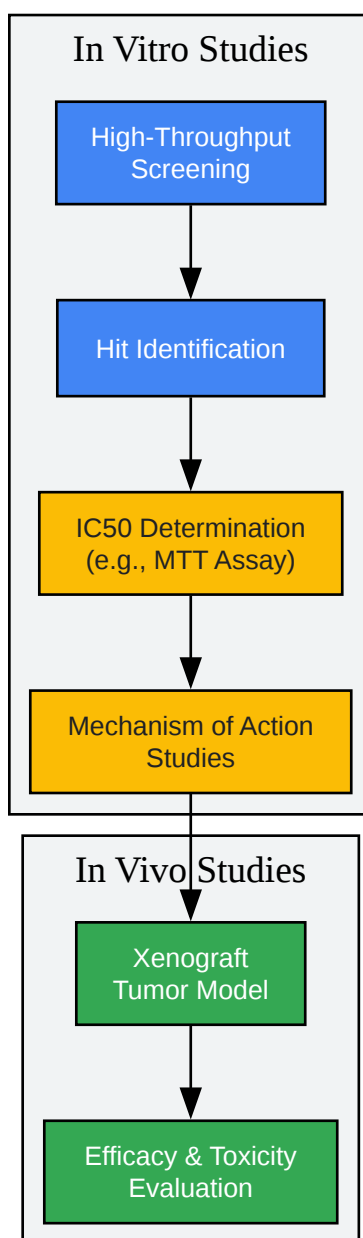 In Vitro Studies
High-Throughput
Screening
Hit Identification
IC50 Determination
(e.g., MTT Assay)
Mechanism of Action
Studies
In Vivo Studies
Xenograft
Tumor Model
Efficacy & Toxicity
Evaluation